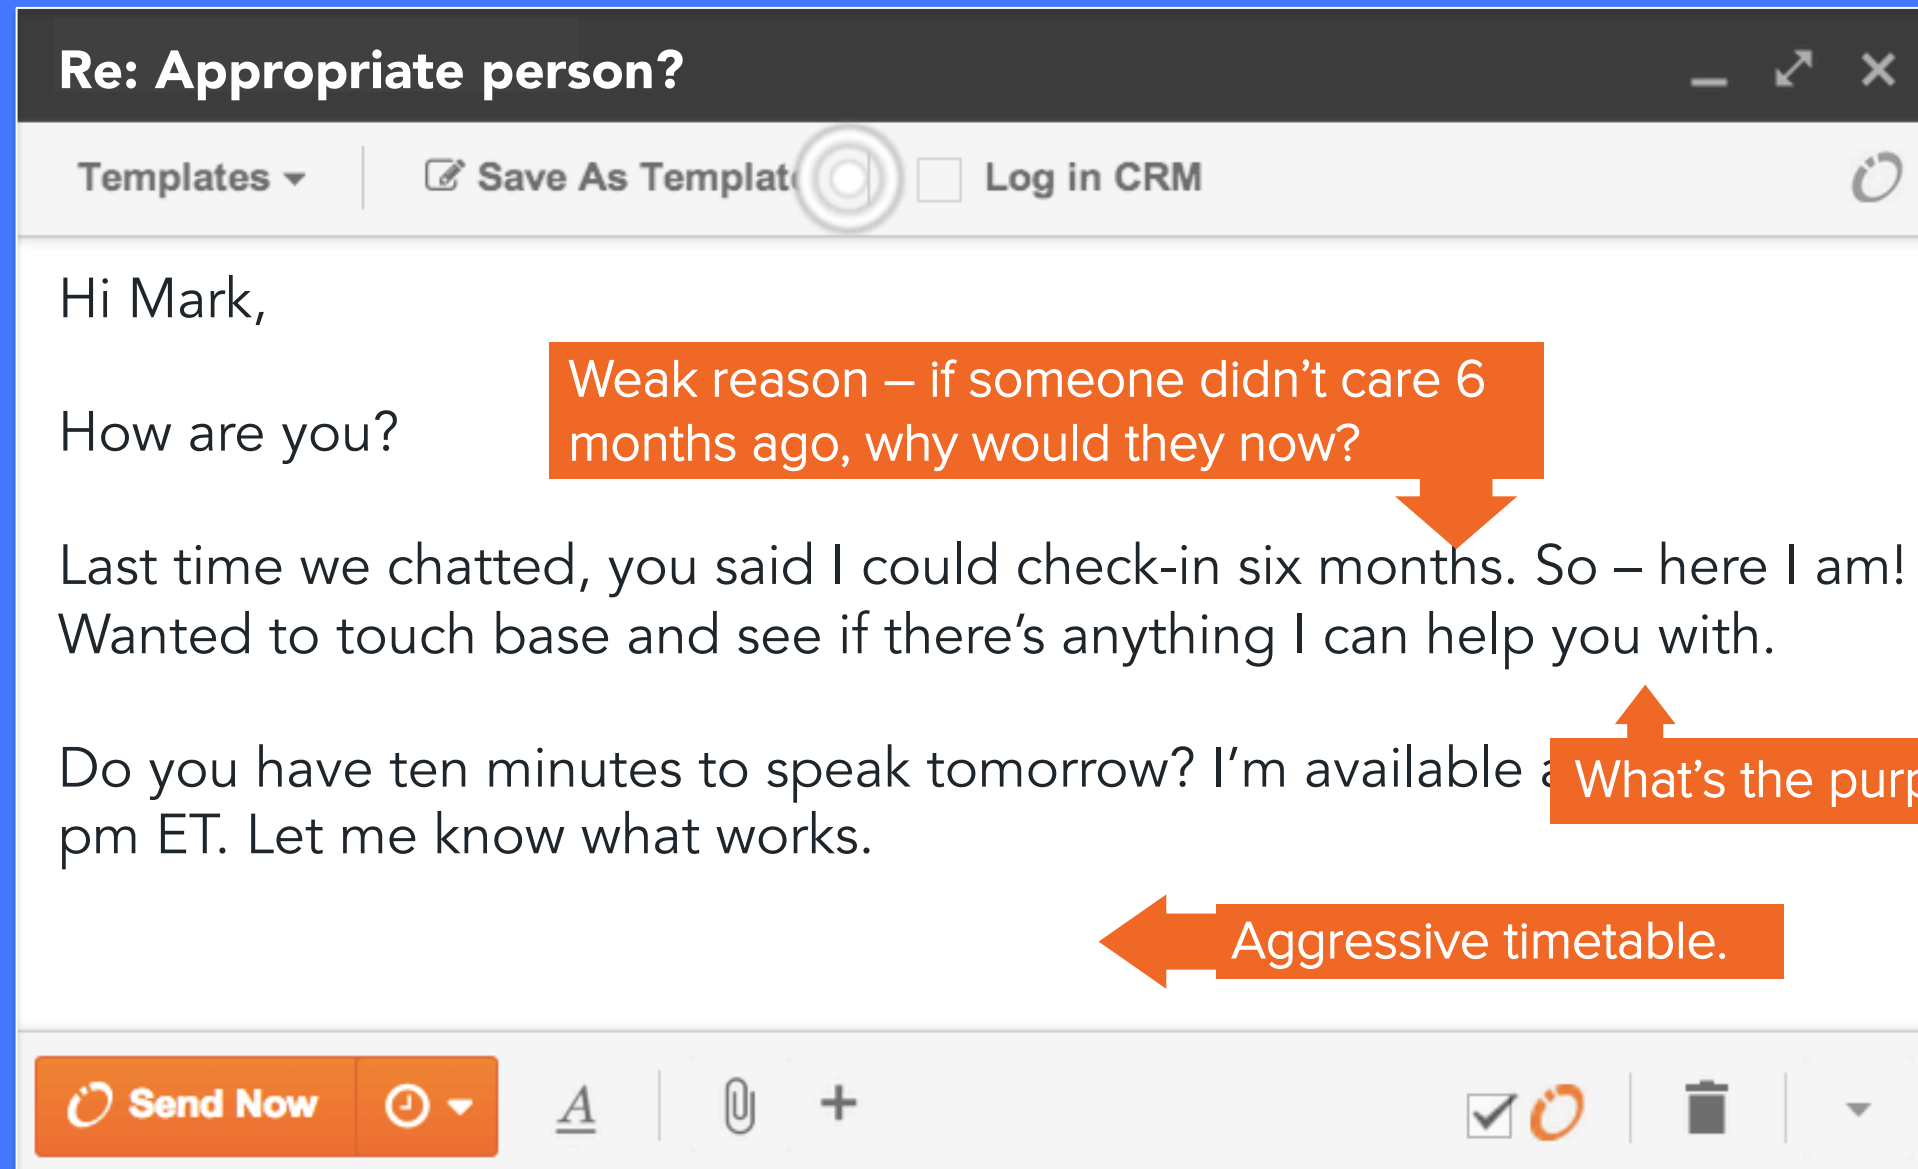 Re: Appropriate person?
Templates
Save As Templat
Log in CRM
Hi Mark,
Weak reason – if someone didn't care 6
months ago, why would they now?
How are you?
Last time we chatted, you said I could check-in six months. So – here I am!
Wanted to touch base and see if there's anything I can help you with.
Do you have ten minutes to speak tomorrow? I'm available
What's the
pm ET. Let me know what works.
Aggressive timetable.
Send Now
A